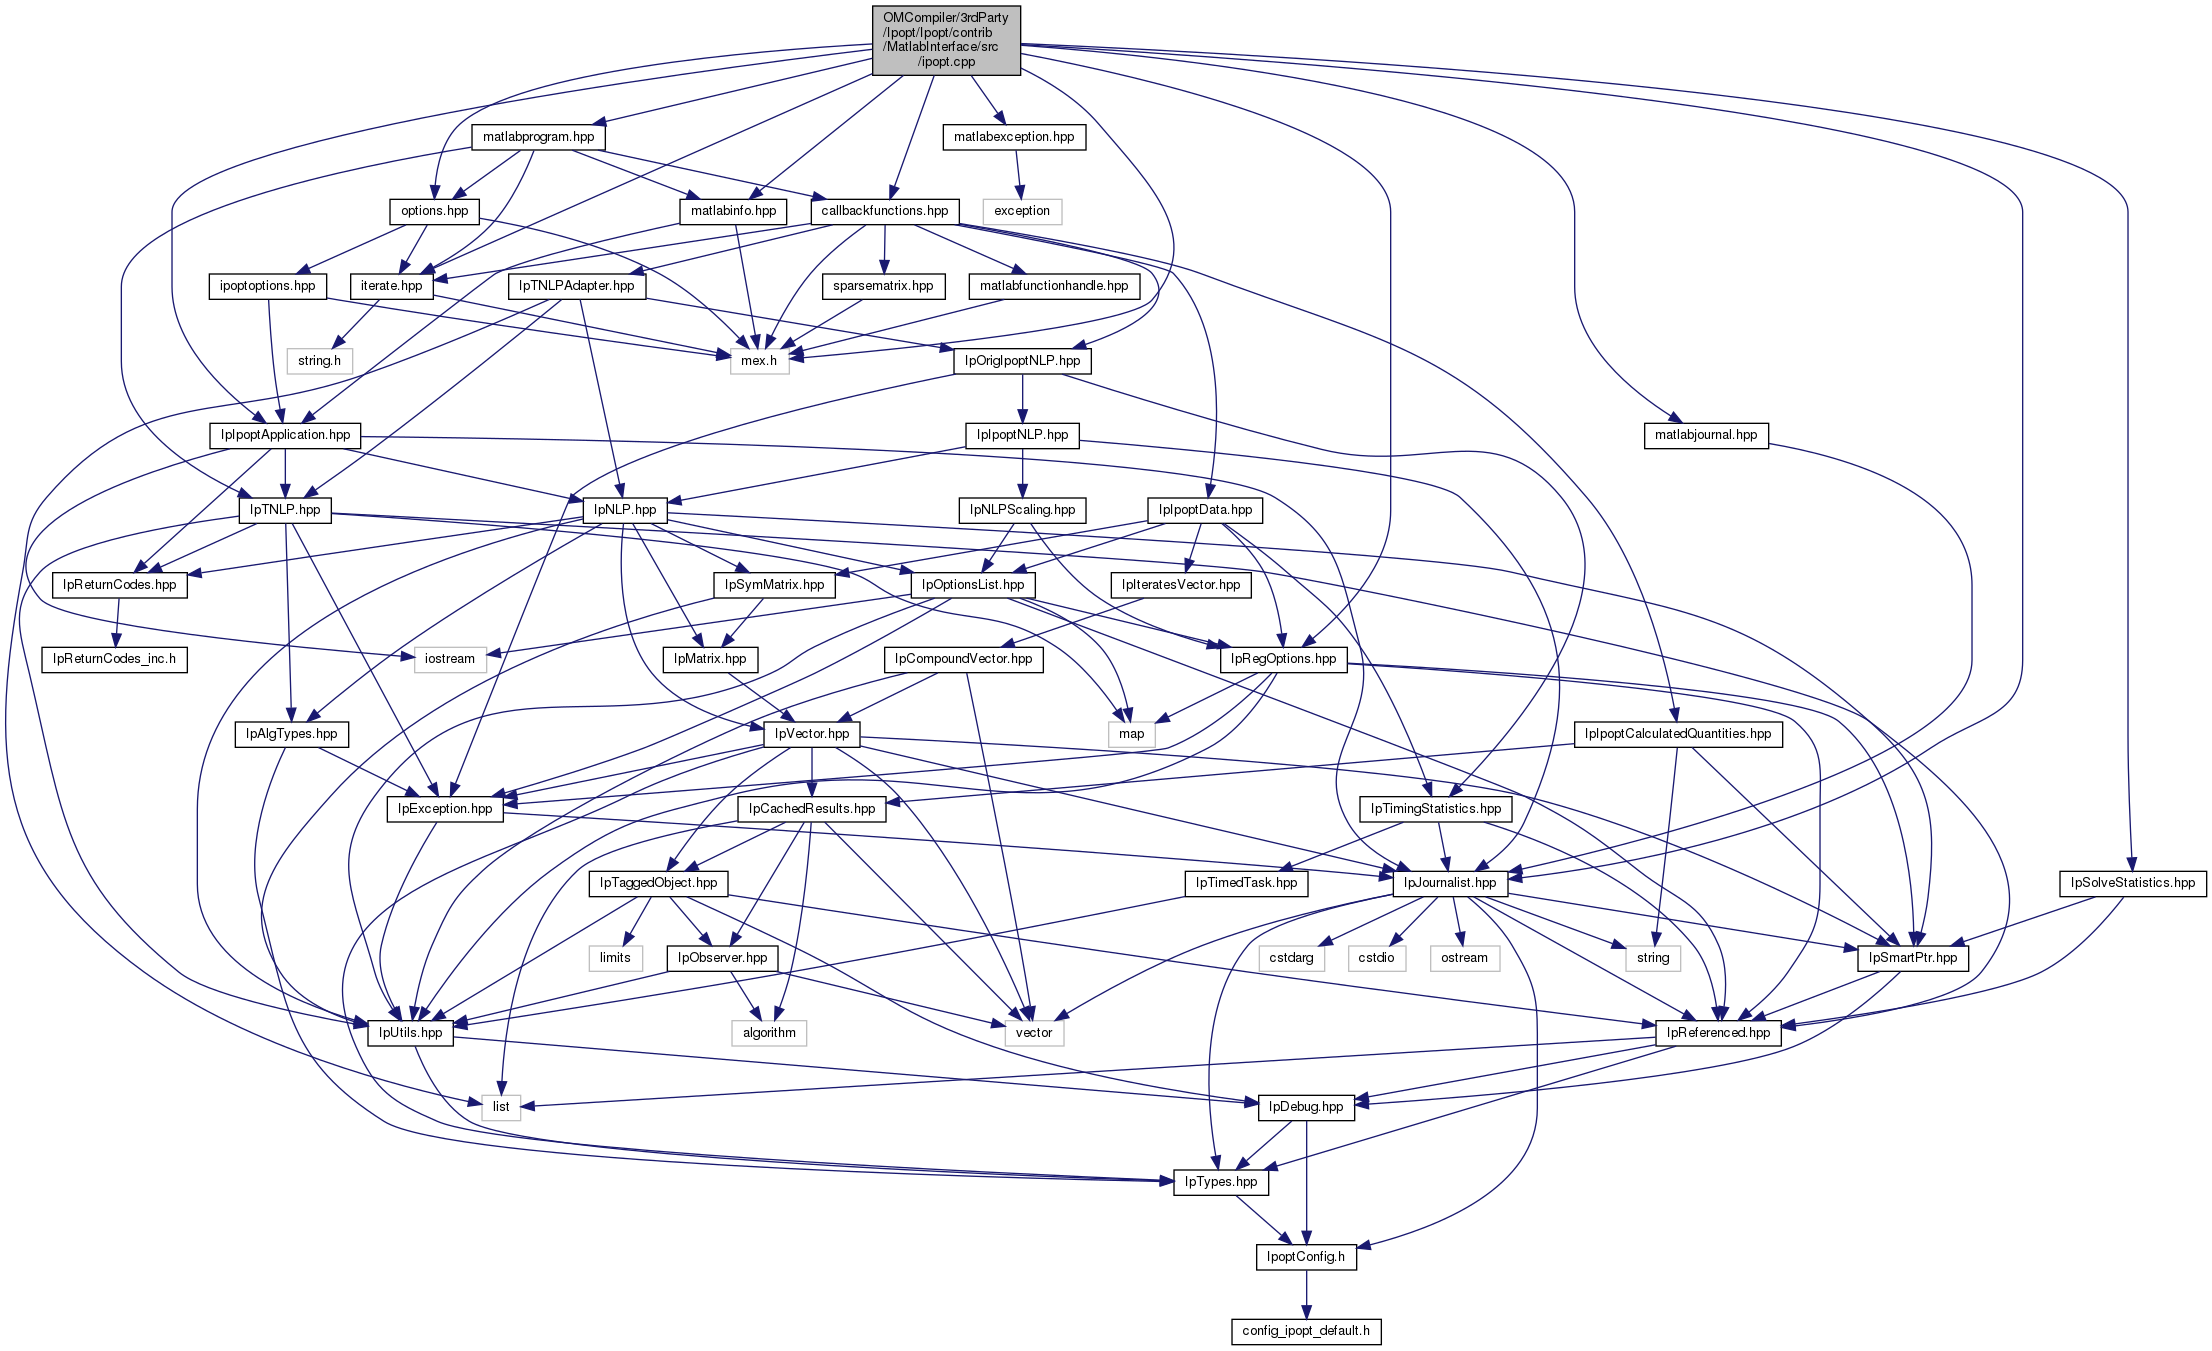 OMCompiler/3rdParty
/Ipopt/Ipopt/contrib
/MatlabInterface/src
/ipopt.cpp
matlabprogram.hpp
matlabexception.hpp
options.hpp
matlabinfo.hpp
callbackfunctions.hpp
exception
ipoptoptions.hpp
iterate.hpp
IpTNLPAdapter.hpp
sparsematrix.hpp
matlabfunctionhandle.hpp
string.h
mex.h
IpOrigIpoptNLP.hpp
IpIpoptApplication.hpp
IpIpoptNLP.hpp
matlabjournal.hpp
IpTNLP.hpp
IpNLP.hpp
IpNLPScaling.hpp
IpIpoptData.hpp
IpReturnCodes.hpp
IpSymMatrix.hpp
IpOptionsList.hpp
IpIteratesVector.hpp
IpReturnCodes_inc.h
iostream
IpMatrix.hpp
IpCompoundVector.hpp
IpRegOptions.hpp
IpAlgTypes.hpp
IpVector.hpp
map
IpIpoptCalculatedQuantities.hpp
IpException.hpp
IpCachedResults.hpp
IpTimingStatistics.hpp
IpTaggedObject.hpp
IpTimedTask.hpp
IpJournalist.hpp
IpSolveStatistics.hpp
limits
IpObserver.hpp
cstdarg
cstdio
ostream
string
IpSmartPtr.hpp
IpUtils.hpp
algorithm
vector
IpReferenced.hpp
list
IpDebug.hpp
IpTypes.hpp
IpoptConfig.h
config_ipopt_default.h